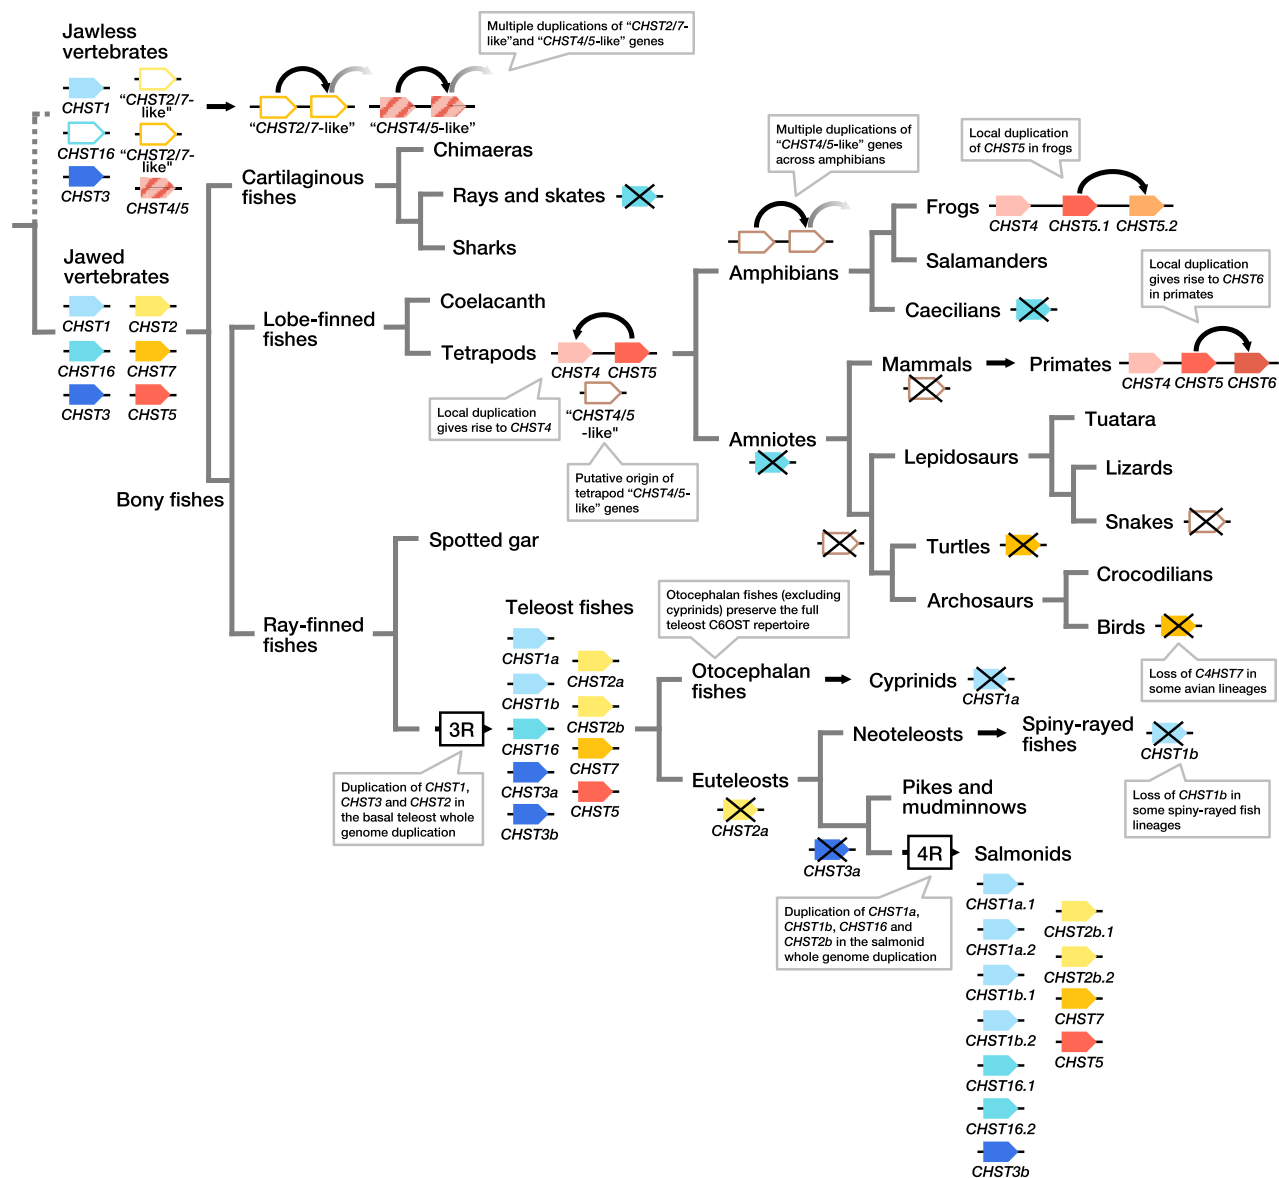 Jawless
vertebrates
CHST1
"CHST2/7-
like"
CHST16
"CHST2/7-
like"
CHST3
CHST4/5
"CHST2/7-like"
"CHST4/5-like"
Multiple duplications of "CHST2/7-
like"and "CHST4/5-like" genes
Cartilaginous
fishes
Chimaeras
Rays and skates
Sharks
Jawed
vertebrates
CHST1
CHST2
CHST16
CHST7
CHST3
CHST5
Bony fishes
Lobe-finned
fishes
Coelacanth
Tetrapods
CHST4
CHST5
"CHST4/5
-like"
Local duplication
gives rise to CHST4
Putative origin of
tetrapod "CHST4/5-
like" genes
Multiple duplications of
"CHST4/5-like" genes
across amphibians
Amphibians
Local duplication
of CHST5 in frogs
Frogs
CHST4
CHST5.1
CHST5.2
Salamanders
Caecilians
Local duplication
gives rise to CHST6
in primates
Amniotes
Mammals
Primates
CHST4
CHST5
CHST6
Lepidosaurs
Tuatara
Lizards
Snakes
Turtles
Archosaurs
Crocodilians
Birds
Loss of C4HST7 in
some avian lineages
Ray-finned
fishes
Spotted gar
3R
Duplication of CHST1,
CHST3 and CHST2 in
the basal teleost whole
genome duplication
Teleost fishes
CHST1a
CHST2a
CHST1b
CHST2b
CHST16
CHST7
CHST3a
CHST5
CHST3b
Otocephalan fishes (excluding
cyprinids) preserve the full
teleost C6OST repertoire
Otocephalan
fishes
Cyprinids
CHST1a
Euteleosts
CHST2a
Neoteleosts
Spiny-rayed
fishes
CHST1b
Loss of CHST1b in
some spiny-rayed fish
lineages
Pikes and
mudminnows
CHST3a
4R
Duplication of CHST1a,
CHST1b, CHST16 and
CHST2b in the salmonid
whole genome duplication
Salmonids
CHST1a.1
CHST2b.1
CHST1a.2
CHST2b.2
CHST1b.1
CHST7
CHST1b.2
CHST5
CHST16.1
CHST16.2
CHST3b